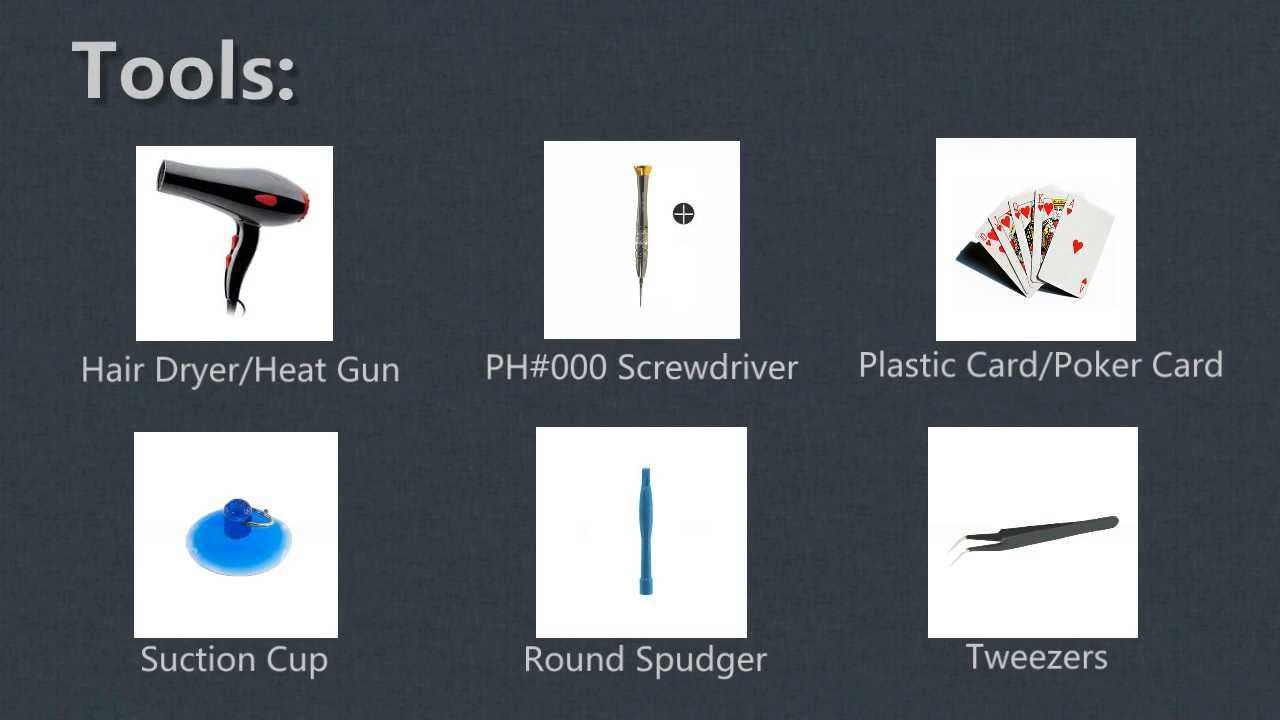 Tools:
Hair Dryer/Heat Gun
PH#000 Screwdriver
Plastic Card/Poker Card
Suction Cup
Round Spudger
Tweezers